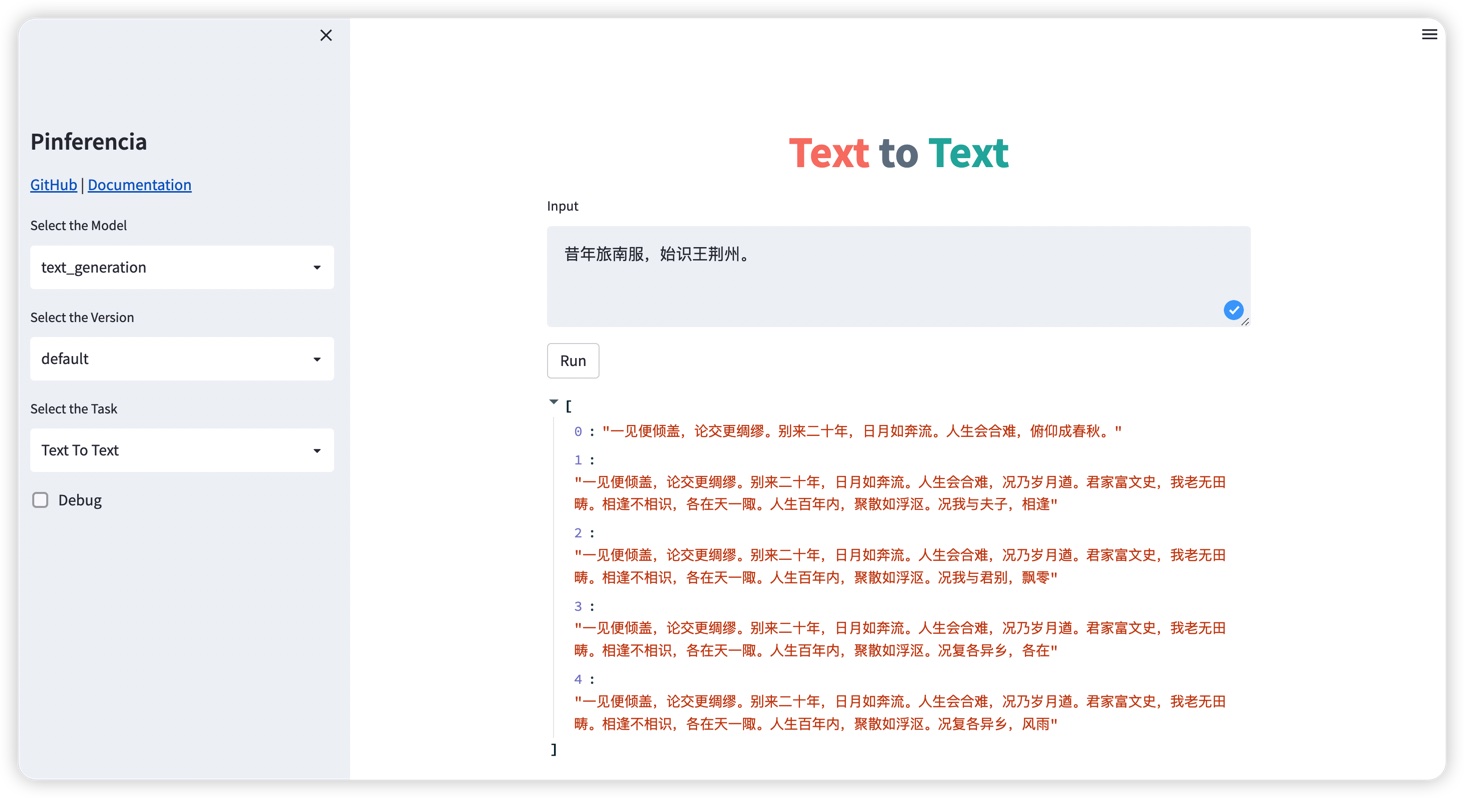 Pinferencia
GitHub | Documentation
Select the Model
text_generation
Select the Version
default
Select the Task
Text To Text
Debug
Text to Text
Input
昔年旅南服，始识王荆州。
Run
[
0 : "一见便倾盖，论交更绸缪。别来二十年，日月如奔流。人生会合难，俯仰成春秋。"
1 :
"一见便倾盖，论交更绸缪。别来二十年，日月如奔流。人生会合难，况乃岁月遒。君家富文史，我老无田
畴。相逢不相识，各在天一陬。人生百年内，聚散如浮沤。况我与夫子，相逢"
2 :
"一见便倾盖，论交更绸缪。别来二十年，日月如奔流。人生会合难，况乃岁月遒。君家富文史，我老无田
畴。相逢不相识，各在天一陬。人生百年内，聚散如浮沤。况我与君别，飘零"
3 :
"一见便倾盖，论交更绸缪。别来二十年，日月如奔流。人生会合难，况乃岁月遒。君家富文史，我老无田
畴。相逢不相识，各在天一陬。人生百年内，聚散如浮沤。况复各异乡，各在"
4 :
"一见便倾盖，论交更绸缪。别来二十年，日月如奔流。人生会合难，况乃岁月遒。君家富文史，我老无田
畴。相逢不相识，各在天一陬。人生百年内，聚散如浮沤。况复各异乡，风雨"
]